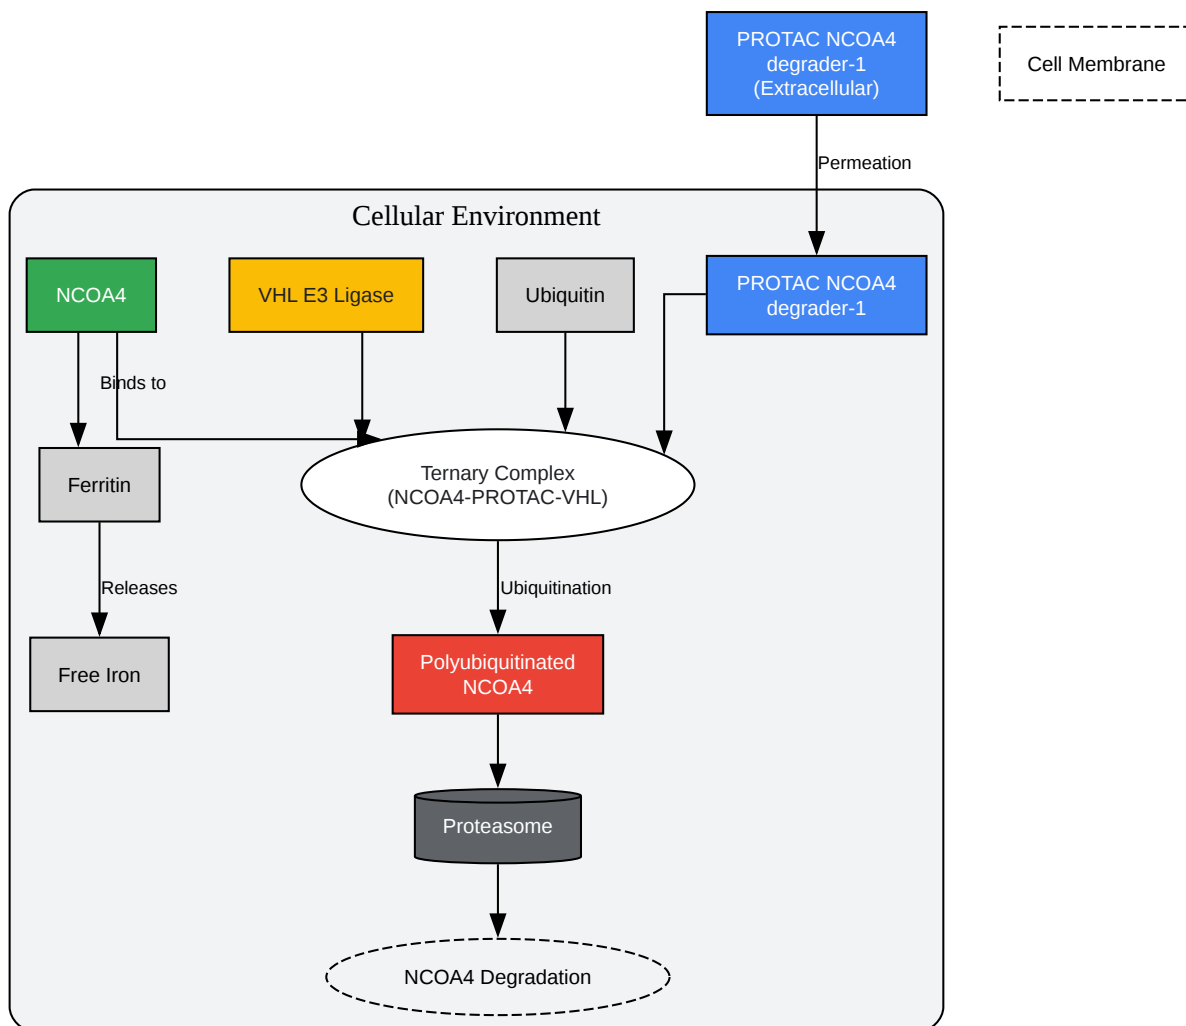 PROTAC NCOA4
degrader-1
(Extracellular)
Cell Membrane
Permeation
Cellular Environment
NCOA4
VHL E3 Ligase
Ubiquitin
PROTAC NCOA4
degrader-1
Binds to
Ferritin
Ternary Complex
(NCOA4-PROTAC-VHL)
Releases
Ubiquitination
Free Iron
Polyubiquitinated
NCOA4
Proteasome
NCOA4 Degradation